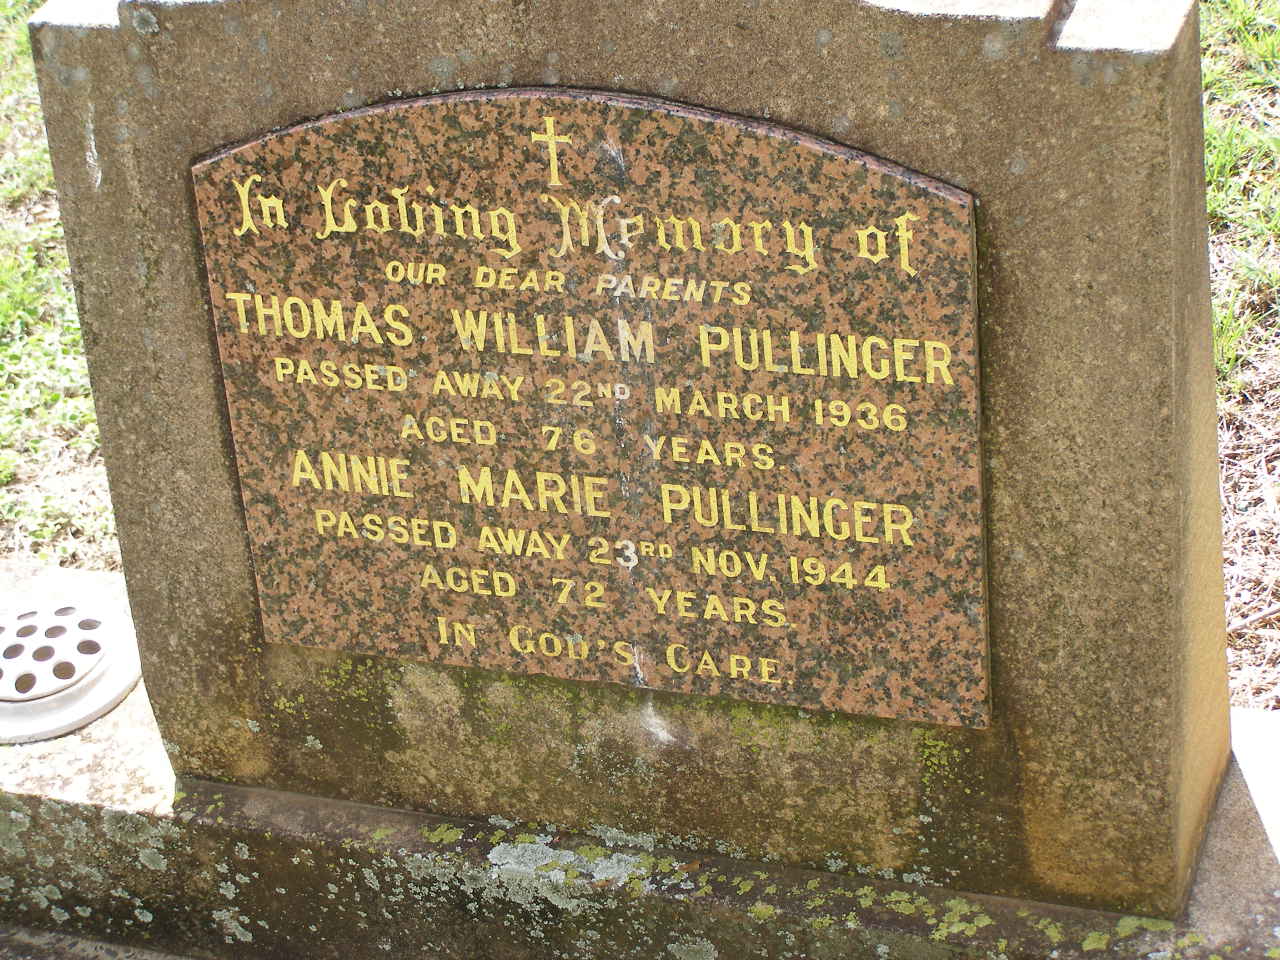 In Loving Memory of
OUR DEAR PARENTS
THOMAS WILLIAM PULLINGER
PASSED AWAY 22ND MARCH 1936
AGED 76 YEARS.
ANNIE MARIE PULLINGER
PASSED AWAY 23RD NOV. 1944
AGED 72 YEARS.
IN GOD'S CARE.